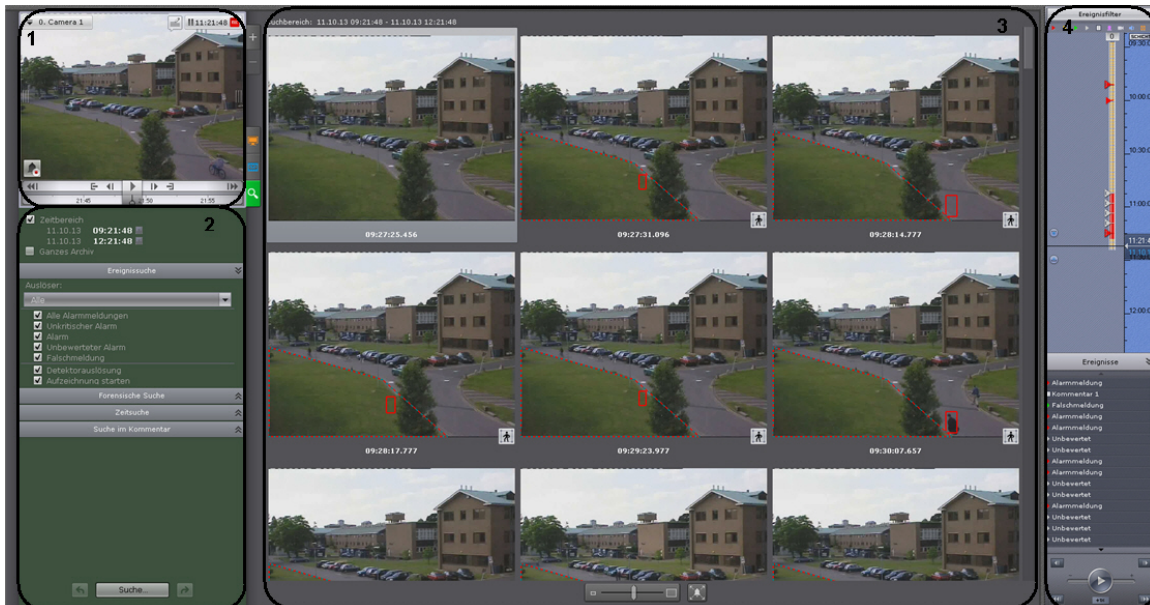 1
0. Camera 1
11:21:48
21:45
21:50
21:55
2
Zeitbereich
11.10.13 09:21:48
11.10.13 12:21:48
Ganzes Archiv
Ereignissuche
Auslöser:
Alle
Alle Alarmmeldungen
Unkritischer Alarm
Alarm
Unbewerteter Alarm
Falschmeldung
Detektorauslösung
Aufzeichnung starten
Forensische Suche
Zeitsuche
Suche im Kommentar
Suche...
3
uchbereich: 11.10.13 09:21:48 - 11.10.13 12:21:48
09:27:25.456
09:27:31.096
09:28:14.777
09:28:17.777
09:29:23.977
09:30:07.657
Ereignisfilter
4
0
09:30:0
10:00:
10:30:
11:00:
11:21:4
12:00:
Ereignisse
Alarmmeldung
Kommentar 1
Falschmeldung
Alarmmeldung
Alarmmeldung
Unbewertet
Unbewertet
Alarmmeldung
Alarmmeldung
Unbewertet
Unbewertet
Alarmmeldung
Unbewertet
Unbewertet
Unbewertet